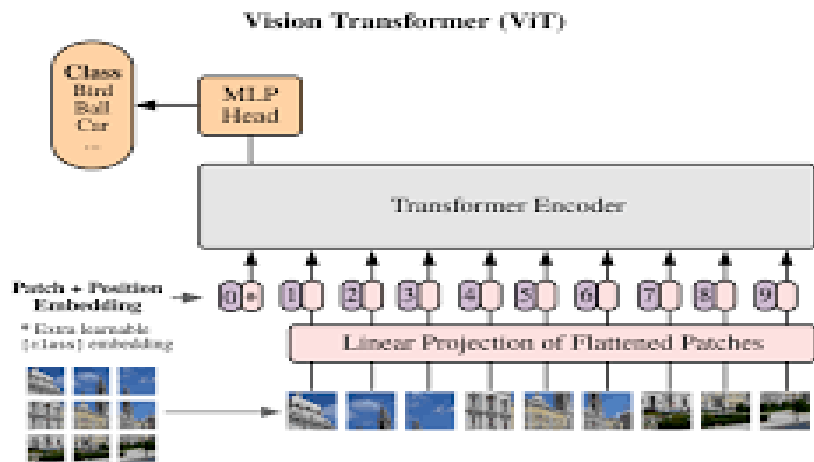 Vision Transformer (ViT)
Class
Bird
Ball
Car
...
MLP
Head
Transformer Encoder
Patch + Position
Embedding
0 * 1 2 3 4 5 6 7 8 9
* Extra learnable
[class] embedding
Linear Projection of Flattened Patches